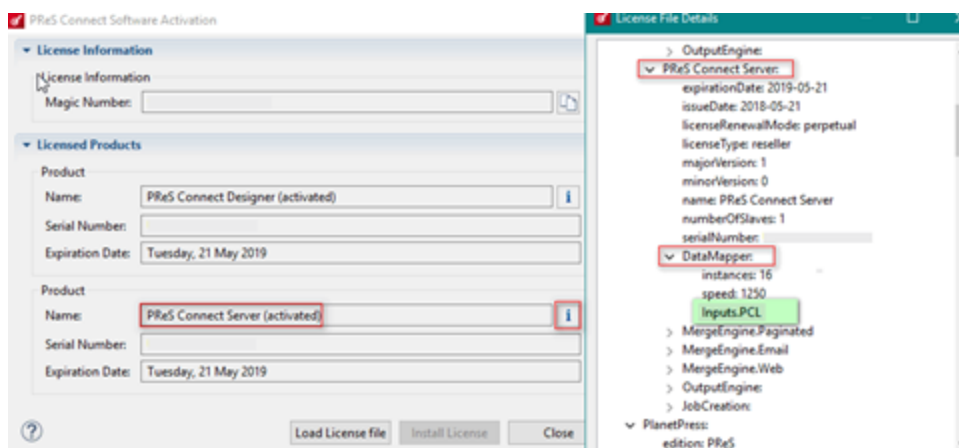 PReS Connect Software Activation
License Information
License Information
Magic Number:
Licensed Products
Product
Name: PReS Connect Designer (activated) i
Serial Number:
Expiration Date: Tuesday, 21 May 2019
Product
Name: PReS Connect Server (activated) i
Serial Number:
Expiration Date: Tuesday, 21 May 2019
? Load License file Install License Close
License File Details
OutputEngine:
PReS Connect Server:
expirationDate: 2019-05-21
issueDate: 2018-05-21
licenseRenewalMode: perpetual
licenseType: reseller
majorVersion: 1
minorVersion: 0
name: PReS Connect Server
numberOfSlaves: 1
serialNumber:
DataMapper:
instances: 16
speed: 1250
Inputs.PCL
MergeEngine.Paginated
MergeEngine.Email
MergeEngine.Web
OutputEngine:
JobCreation:
PlanetPress:
edition: PReS